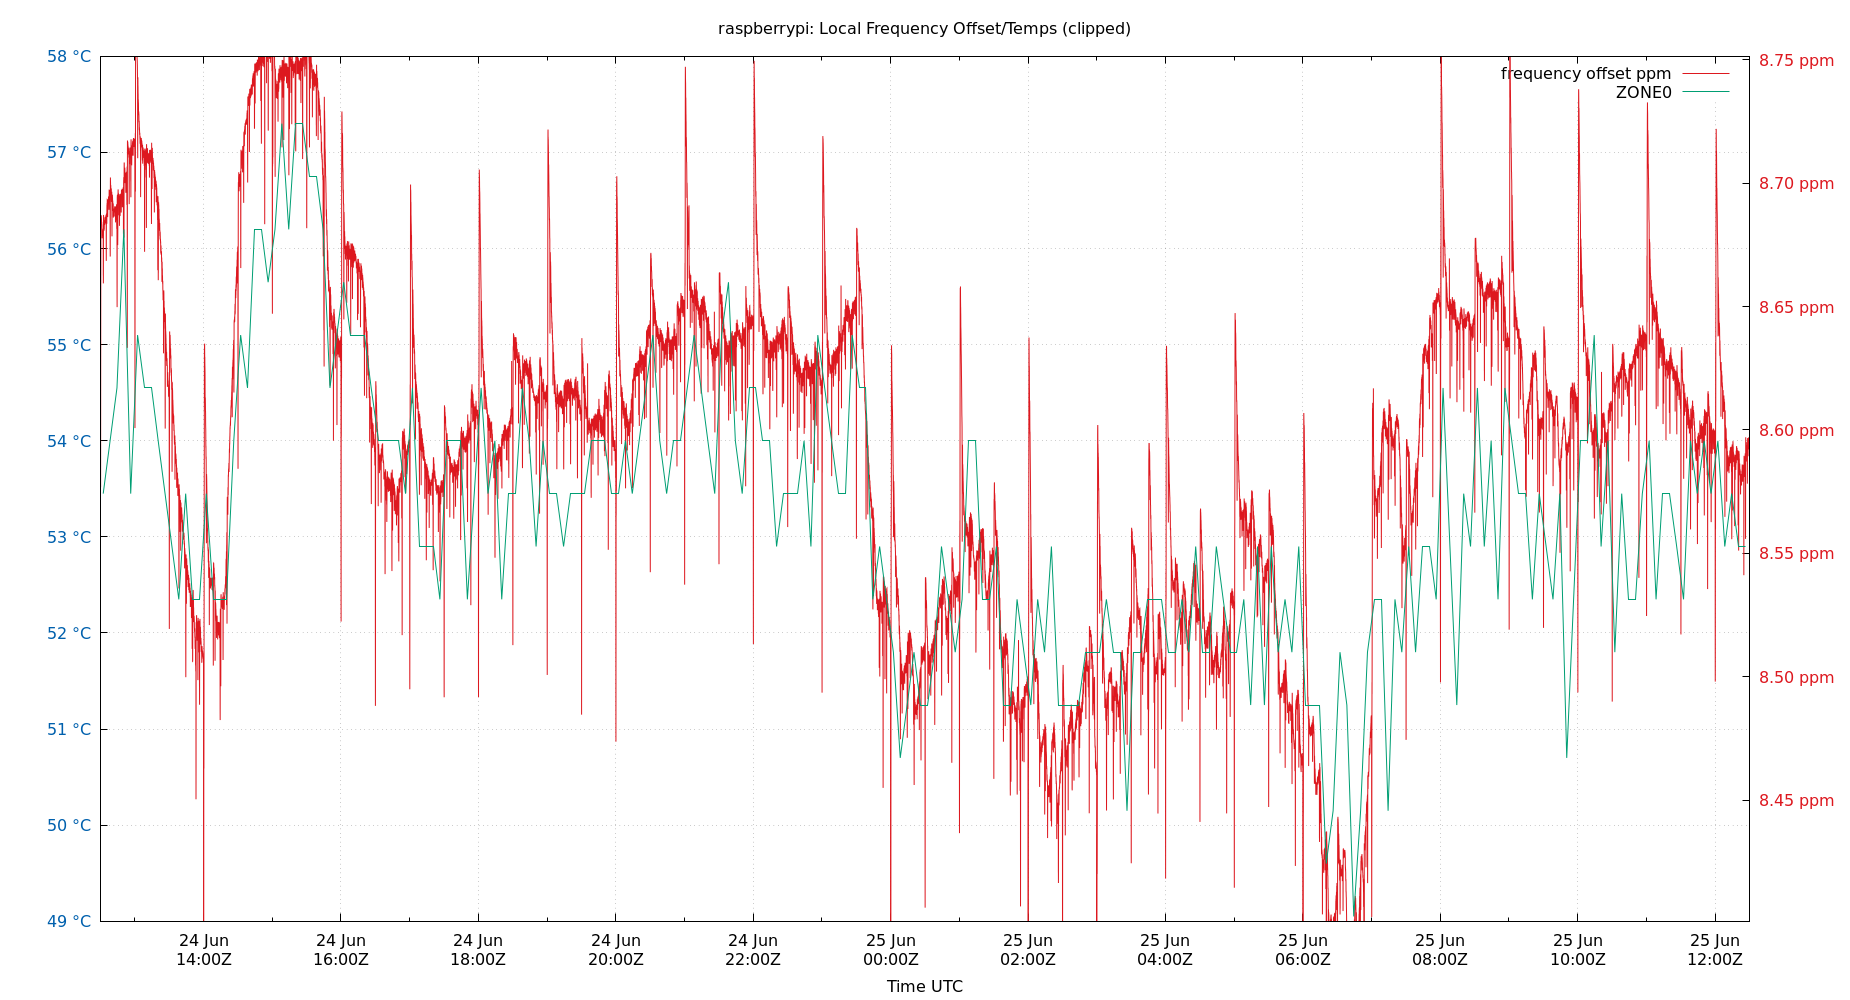 raspberrypi: Local Frequency Offset/Temps (clipped)
58 °C
57 °C
56 °C
55 °C
54 °C
53 °C
52 °C
51 °C
50 °C
49 °C
frequency offset ppm
ZONE0
8.75 ppm
8.70 ppm
8.65 ppm
8.60 ppm
8.55 ppm
8.50 ppm
8.45 ppm
24 Jun
14:00Z
24 Jun
16:00Z
24 Jun
18:00Z
24 Jun
20:00Z
24 Jun
22:00Z
25 Jun
00:00Z
25 Jun
02:00Z
25 Jun
04:00Z
25 Jun
06:00Z
25 Jun
08:00Z
25 Jun
10:00Z
25 Jun
12:00Z
Time UTC